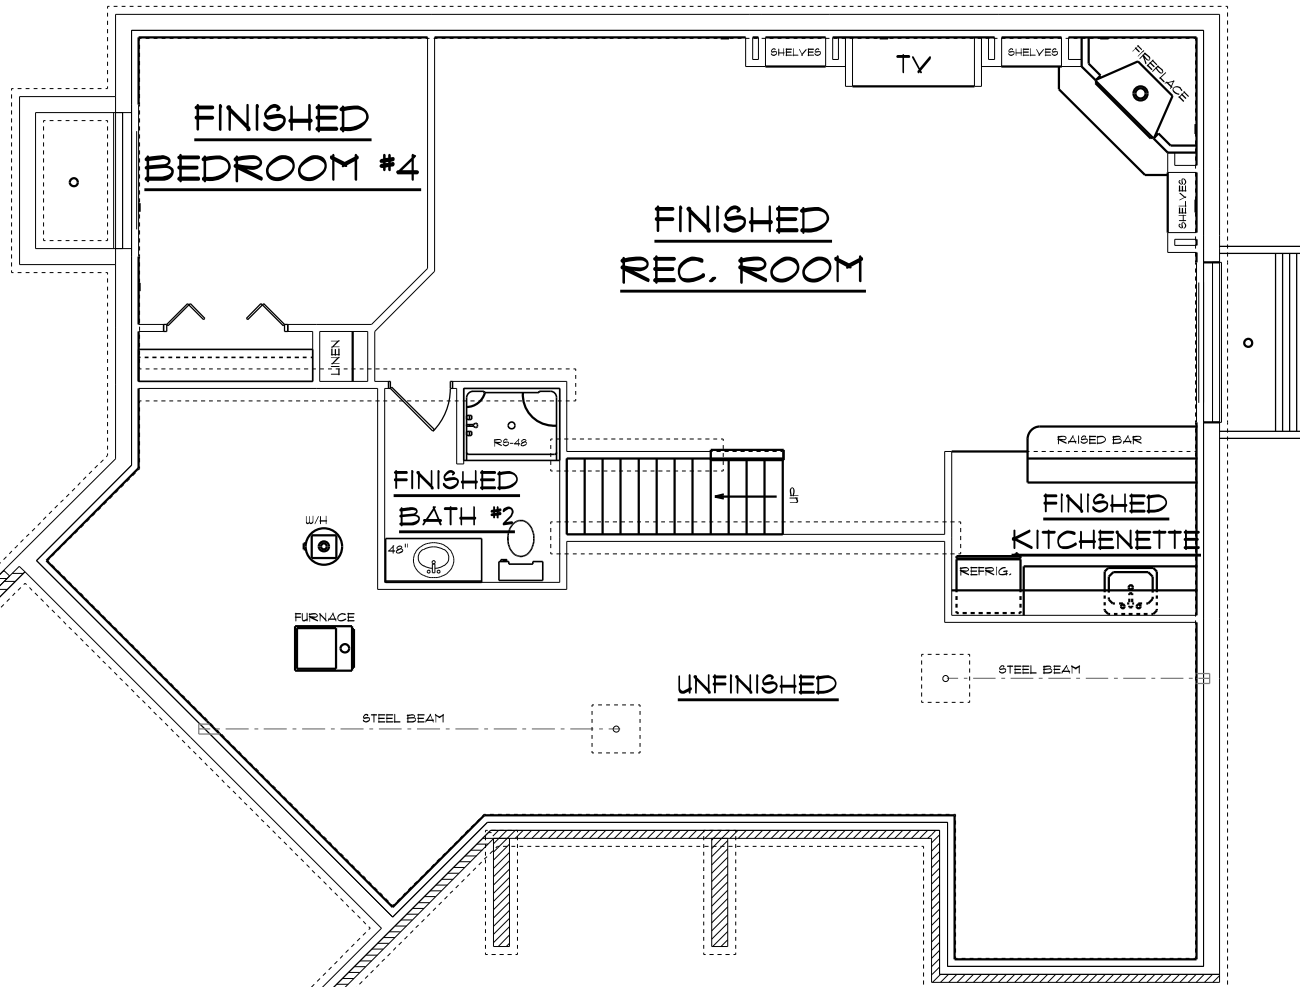 SHELVES
TV
SHELVES
FIREPLACE
FINISHED
BEDROOM #4
SHELVES
FINISHED
REC. ROOM
LINEN
RS-48
RAISED BAR
FINISHED
BATH #2
UP
FINISHED
KITCHENETTE
W/H
48"
REFRIG.
FURNACE
UNFINISHED
STEEL BEAM
STEEL BEAM